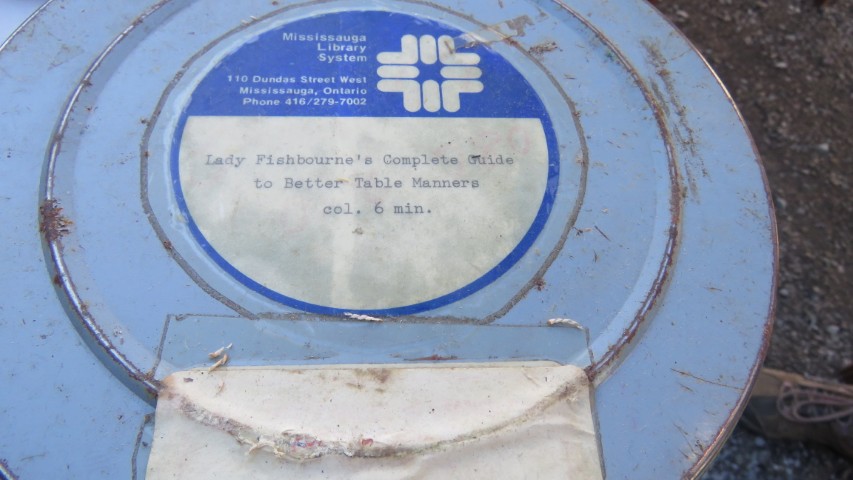 Mississauga
Library
System
110 Dundas Street West
Mississauga, Ontario
Phone 416/279-7002
Lady Fishbourne's Complete Guide
to Better Table Manners
col. 6 min.